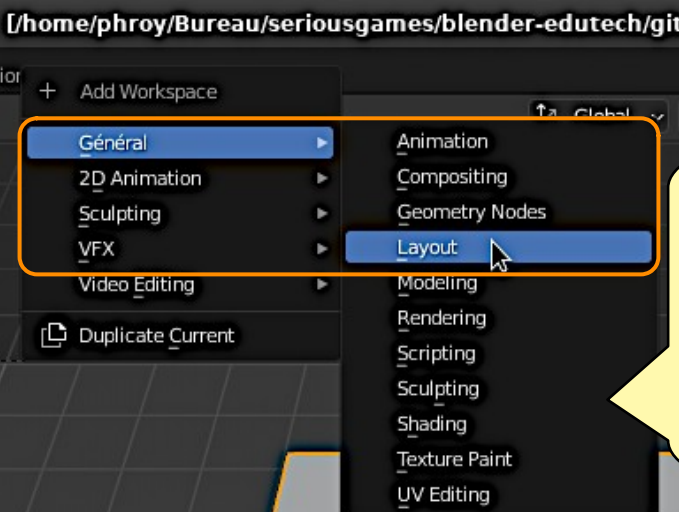 [/home/phroy/Bureau/seriousgames/blender-edutech/git
Add Workspace
Global
Général
2D Animation
Sculpting
VFX
Video Editing
Duplicate Current
Animation
Compositing
Geometry Nodes
Layout
Modeling
Rendering
Scripting
Sculpting
Shading
Texture Paint
UV Editing